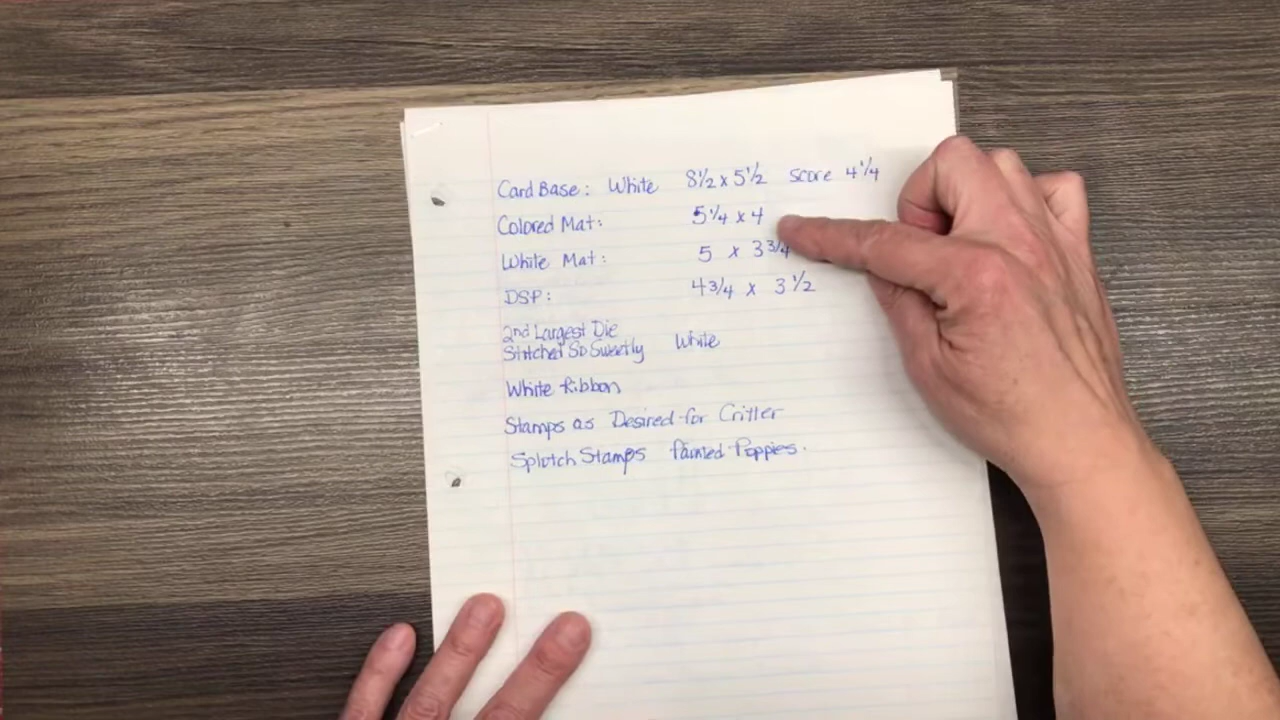 Card Base: White 8½ x 5½ score 4¼
Colored Mat: 5¼ x 4
White Mat: 5 x 3¾
DSP: 4¾ x 3½
2nd Largest Die
Stitched So Sweetly White
White Ribbon
Stamps as Desired for Critter
Splotch Stamps Painted Poppies.